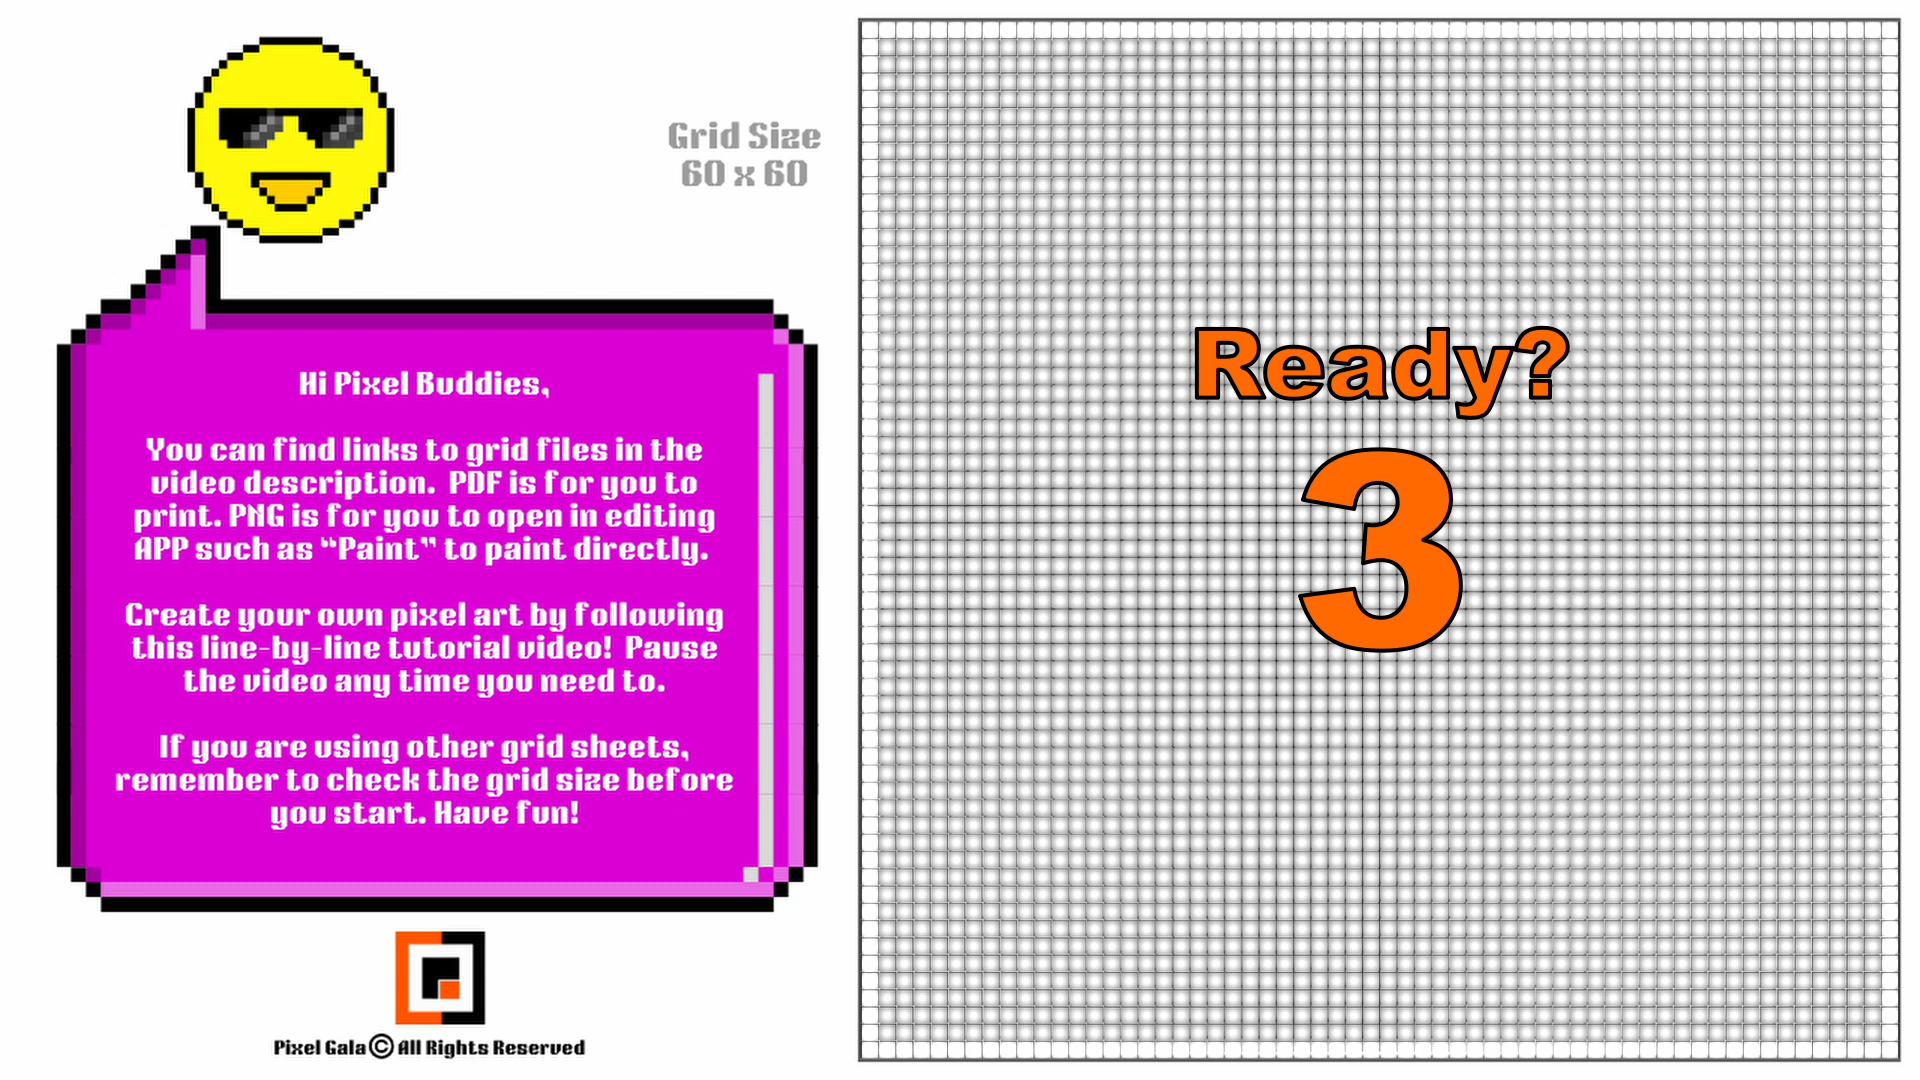 Grid Size
60 x 60
Hi Pixel Buddies,
You can find links to grid files in the
video description.  PDF is for you to
print. PNG is for you to open in editing
APP such as “Paint” to paint directly.
Create your own pixel art by following
this line-by-line tutorial video!  Pause
the video any time you need to.
If you are using other grid sheets,
remember to check the grid size before
you start. Have fun!
Pixel Gala © All Rights Reserved
Ready?
3